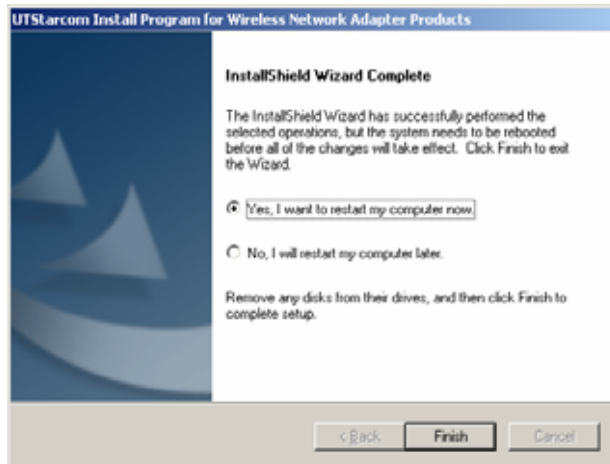 UTStarcom Install Program for Wireless Network Adapter Products
InstallShield Wizard Complete
The InstallShield Wizard has successfully performed the
selected operations, but the system needs to be rebooted
before all of the changes will take effect. Click Finish to exit
the Wizard.
Yes, I want to restart my computer now.
No, I will restart my computer later.
Remove any disks from their drives, and then click Finish to
complete setup.
< Back
Finish
Cancel